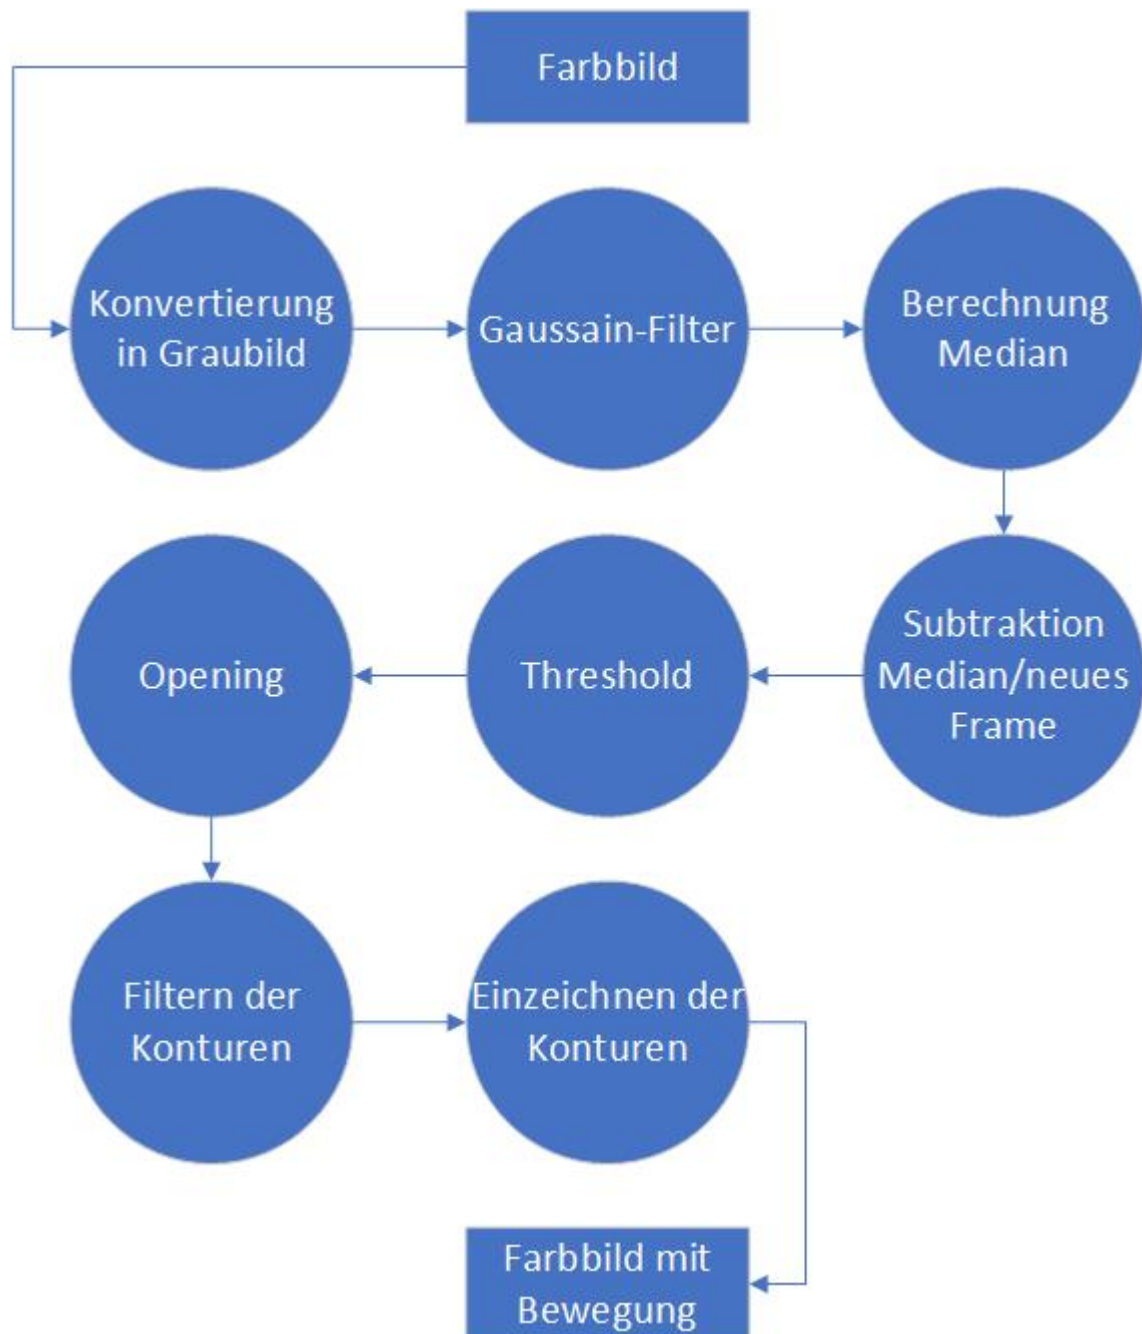 Farbbild
Konvertierung
in Graubild
Gaussain-Filter
Berechnung
Median
Subtraktion
Median/neues
Frame
Threshold
Opening
Filtern der
Konturen
Einzeichnen der
Konturen
Farbbild mit
Bewegung